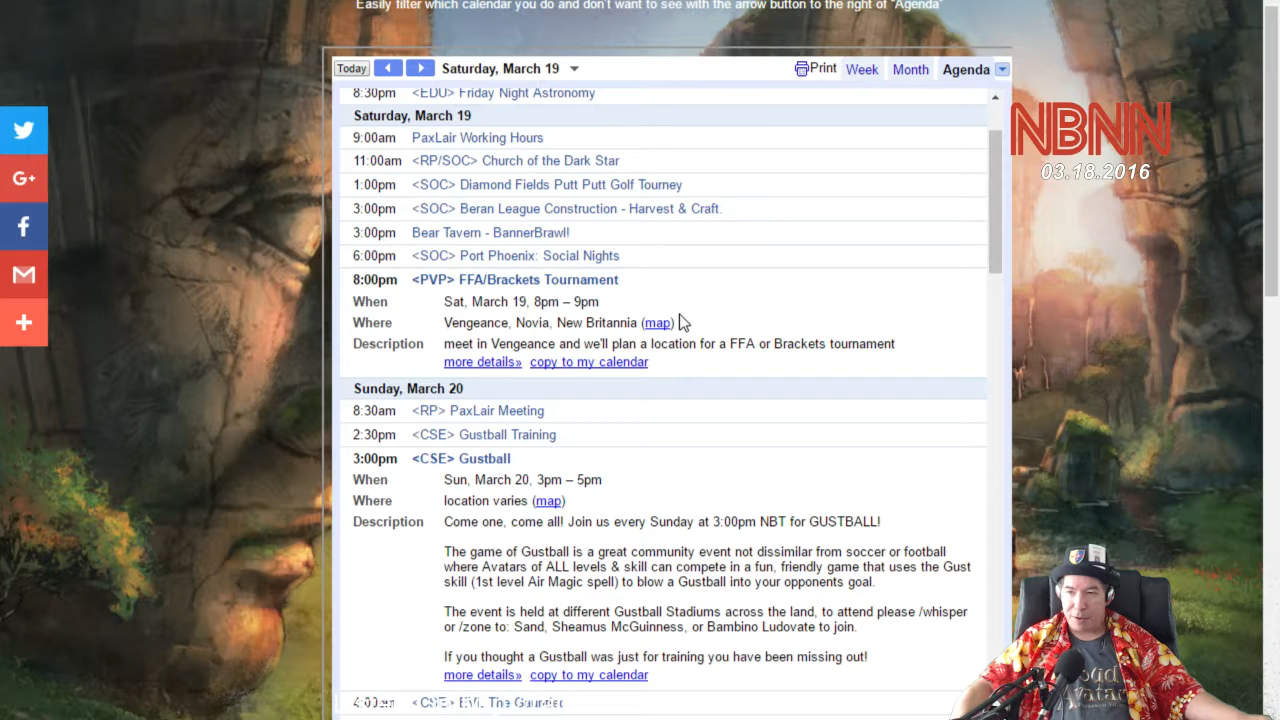 Easily filter which calendar you do and don't want to see with the arrow button to the right of "Agenda"
Today
Saturday, March 19
Print
Week
Month
Agenda
8:30pm <EDU> Friday Night Astronomy
Saturday, March 19
9:00am PaxLair Working Hours
11:00am <RP/SOC> Church of the Dark Star
1:00pm <SOC> Diamond Fields Putt Putt Golf Tourney
3:00pm <SOC> Beran League Construction - Harvest & Craft.
3:00pm Bear Tavern - BannerBrawl!
6:00pm <SOC> Port Phoenix: Social Nights
8:00pm <PVP> FFA/Brackets Tournament
When Sat, March 19, 8pm – 9pm
Where Vengeance, Novia, New Britannia (map)
Description meet in Vengeance and we'll plan a location for a FFA or Brackets tournament
more details» copy to my calendar
Sunday, March 20
8:30am <RP> PaxLair Meeting
2:30pm <CSE> Gustball Training
3:00pm <CSE> Gustball
When Sun, March 20, 3pm – 5pm
Where location varies (map)
Description Come one, come all! Join us every Sunday at 3:00pm NBT for GUSTBALL!
The game of Gustball is a great community event not dissimilar from soccer or football
where Avatars of ALL levels & skill can compete in a fun, friendly game that uses the Gust
skill (1st level Air Magic spell) to blow a Gustball into your opponents goal.
The event is held at different Gustball Stadiums across the land, to attend please /whisper
or /zone to: Sand, Sheamus McGuinness, or Bambino Ludovate to join.
If you thought a Gustball was just for training you have been missing out!
more details» copy to my calendar
4:00pm <CSE> EVL The Gauntlet
G+
NBNN
03.18.2016